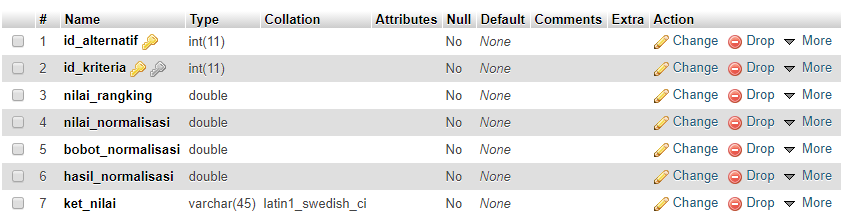 # Name Type Collation Attributes Null Default Comments Extra Action
1 id_alternatif int(11) No None Change Drop More
2 id_kriteria int(11) No None Change Drop More
3 nilai_rangking double No None Change Drop More
4 nilai_normalisasi double No None Change Drop More
5 bobot_normalisasi double No None Change Drop More
6 hasil_normalisasi double No None Change Drop More
7 ket_nilai varchar(45) latin1_swedish_ci No None Change Drop More